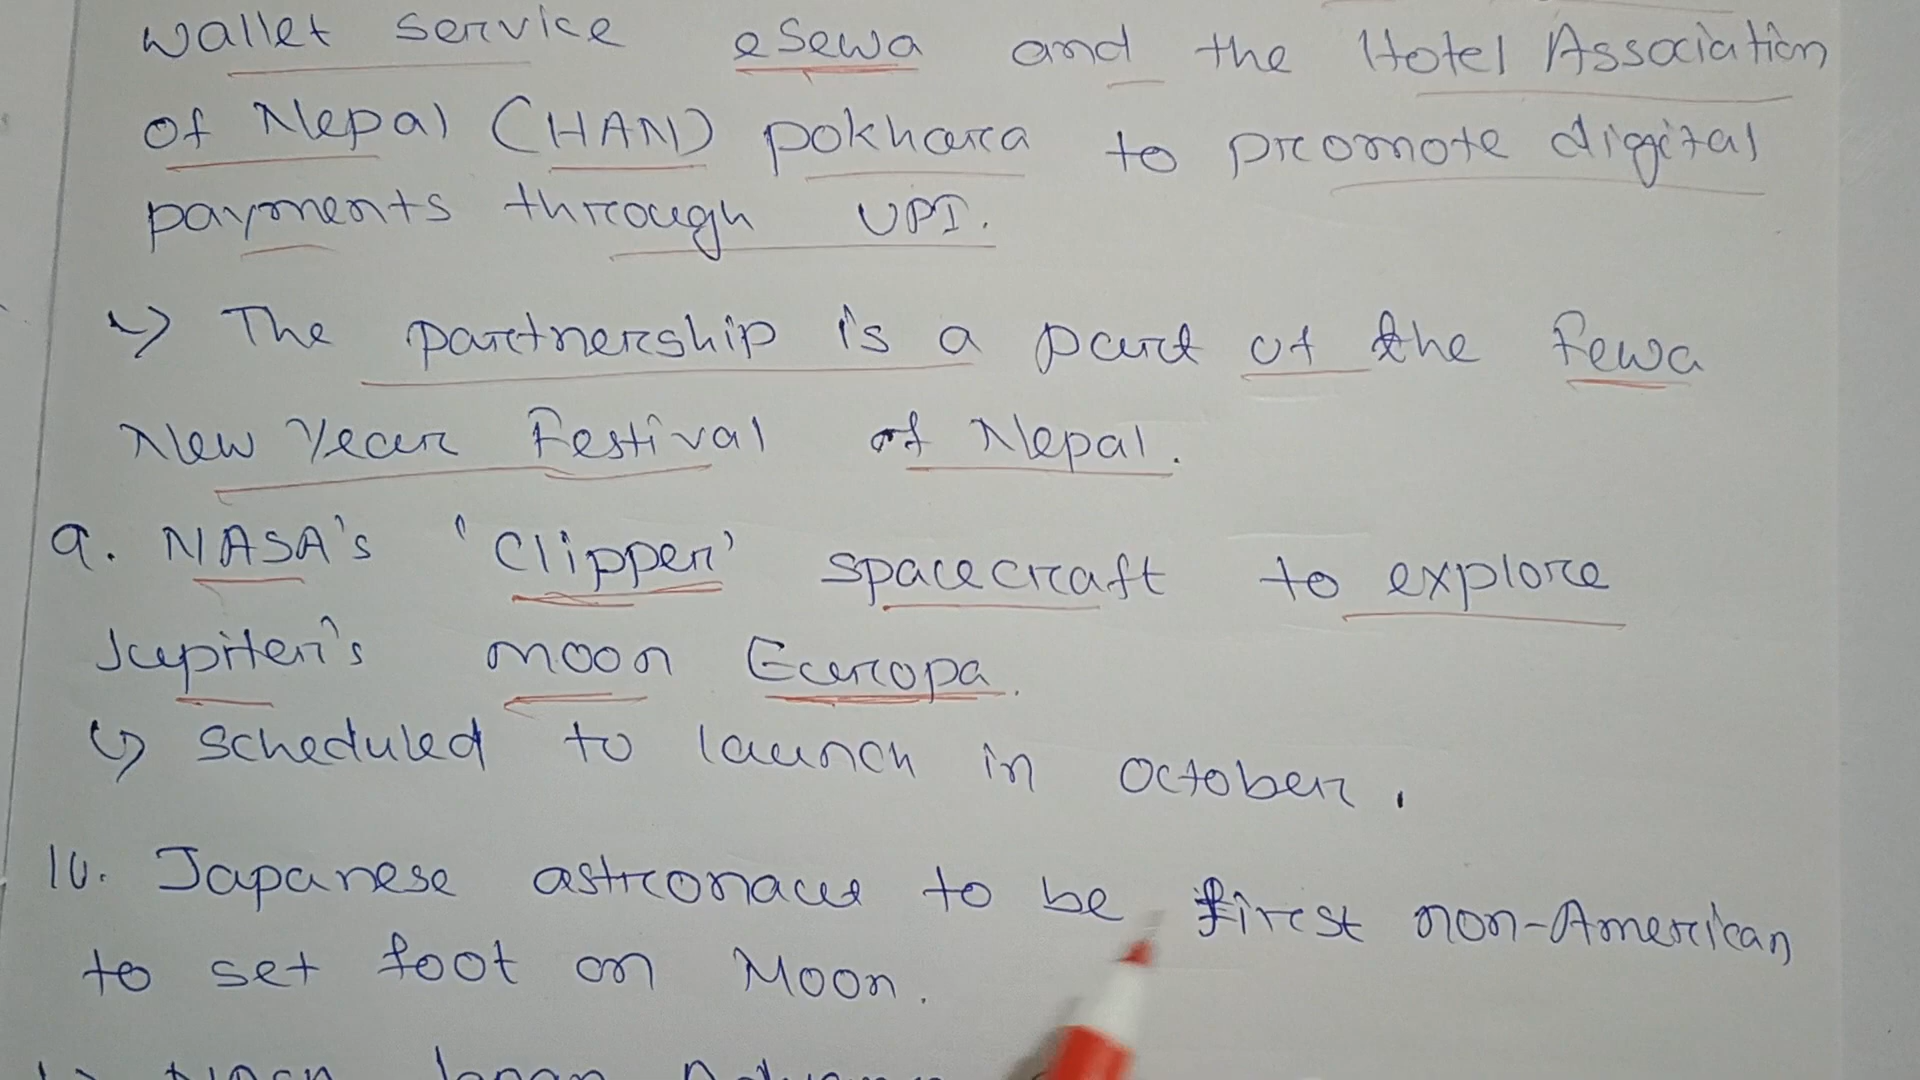 wallet service eSewa and the Hotel Association
of Nepal (HAN) pokhara to promote digital
payments through UPI.
↳ The partnership is a part of the Fewa
New Year Festival of Nepal.
9. NASA's 'Clipper' spacecraft to explore
Jupiter's moon Europa.
↳ scheduled to launch in october.
10. Japanese astronaut to be first non-American
to set foot on Moon.
Japan